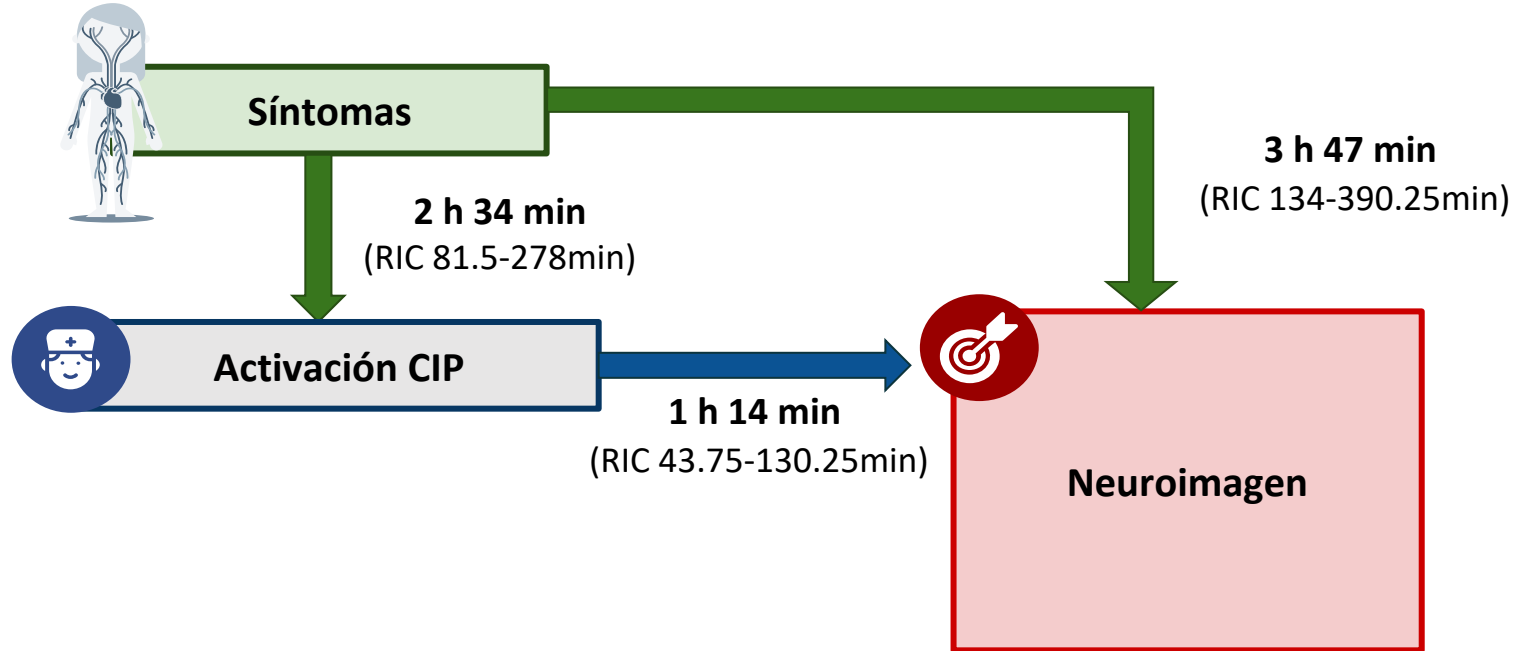 Síntomas
3 h 47 min
(RIC 134-390.25min)
2 h 34 min
(RIC 81.5-278min)
Activación CIP
1 h 14 min
(RIC 43.75-130.25min)
Neuroimagen